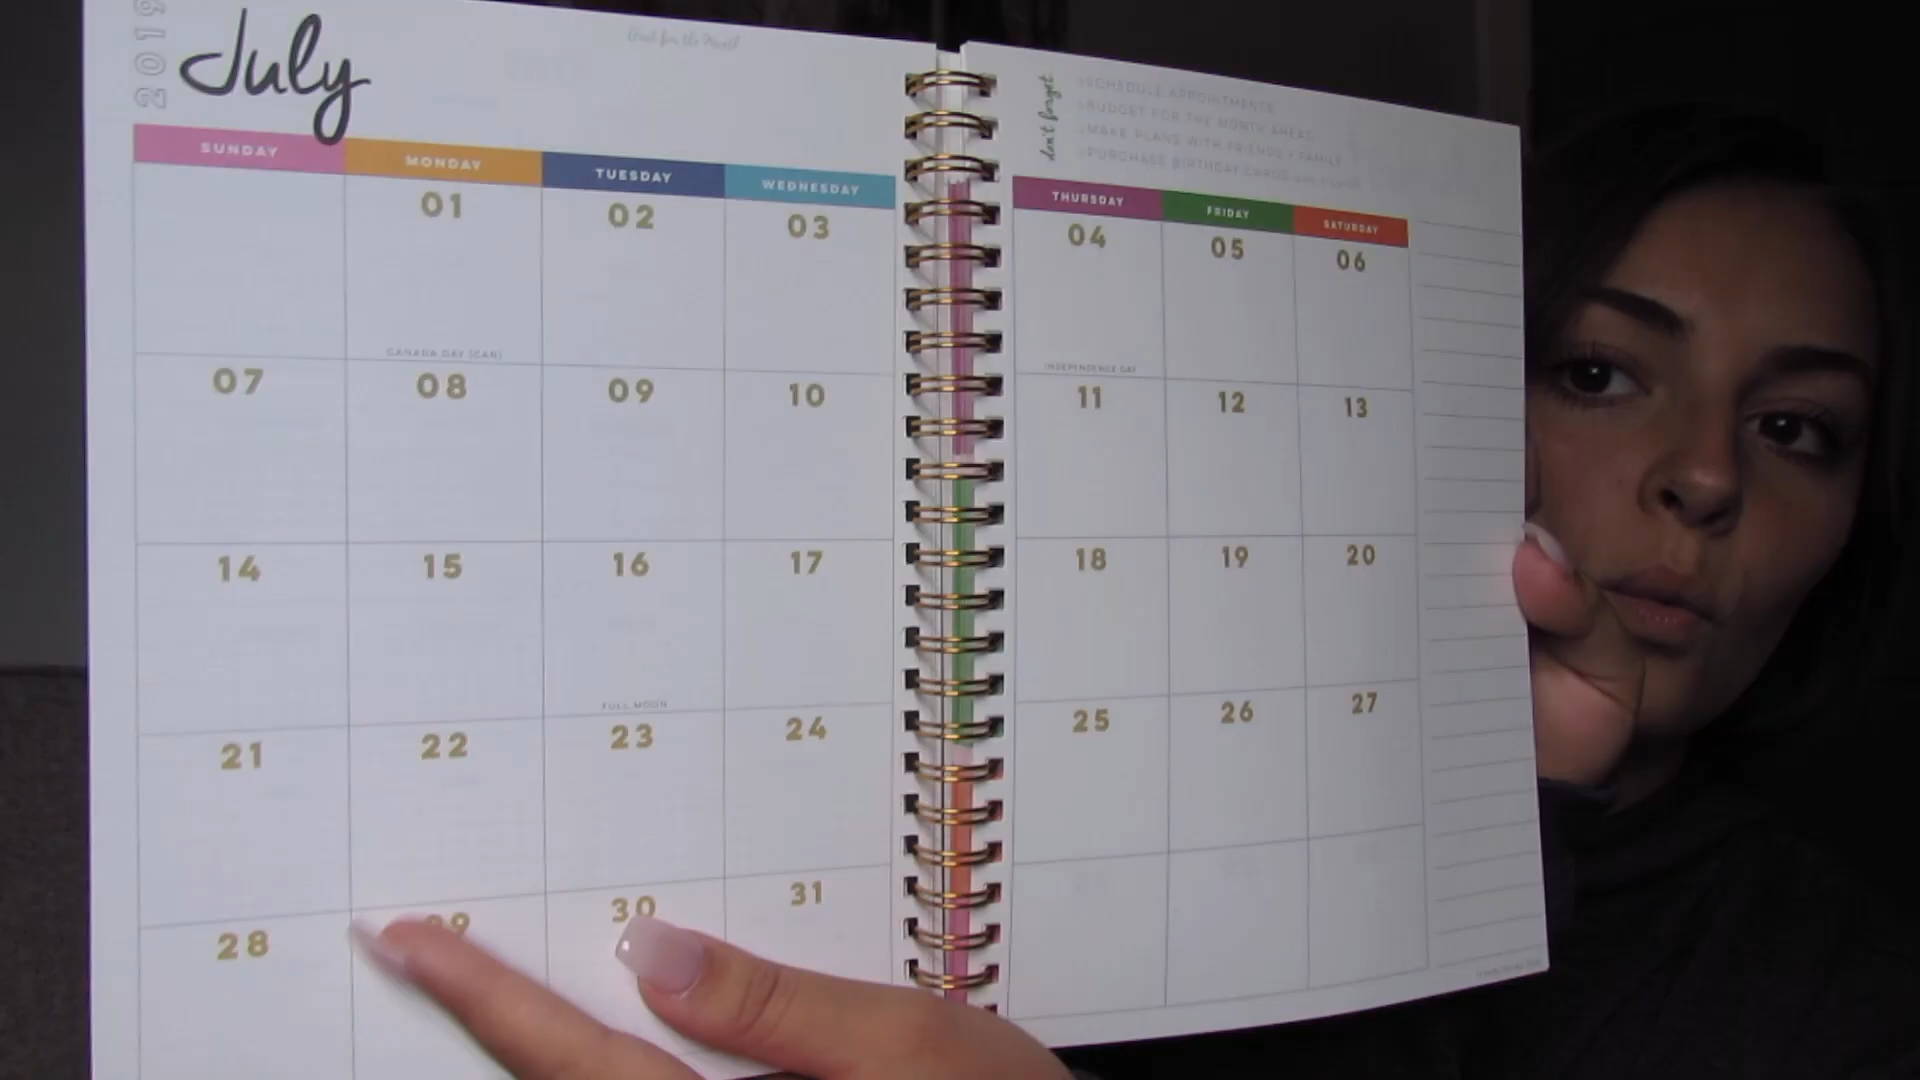 2019
July
Goal for the Month
don't forget
SCHEDULE APPOINTMENTS
BUDGET FOR THE MONTH AHEAD
MAKE PLANS WITH FRIENDS + FAMILY
PURCHASE BIRTHDAY CARDS
SUNDAY MONDAY TUESDAY WEDNESDAY THURSDAY FRIDAY SATURDAY
01 02 03 04 05 06
CANADA DAY (CAN) INDEPENDENCE DAY
07 08 09 10 11 12 13
14 15 16 17 18 19 20
FULL MOON
21 22 23 24 25 26 27
28 29 30 31